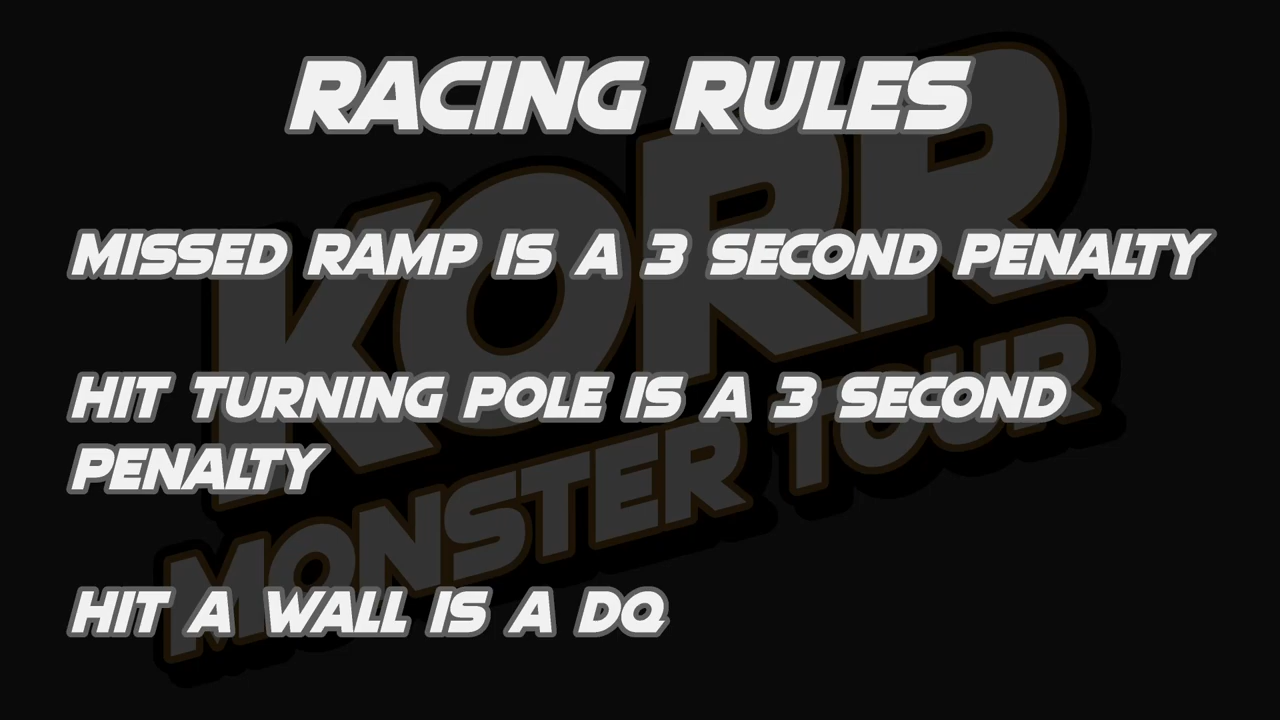 RACING RULES
MISSED RAMP IS A 3 SECOND PENALTY
HIT TURNING POLE IS A 3 SECOND
PENALTY
HIT A WALL IS A DQ
KORR
MONSTER TOUR